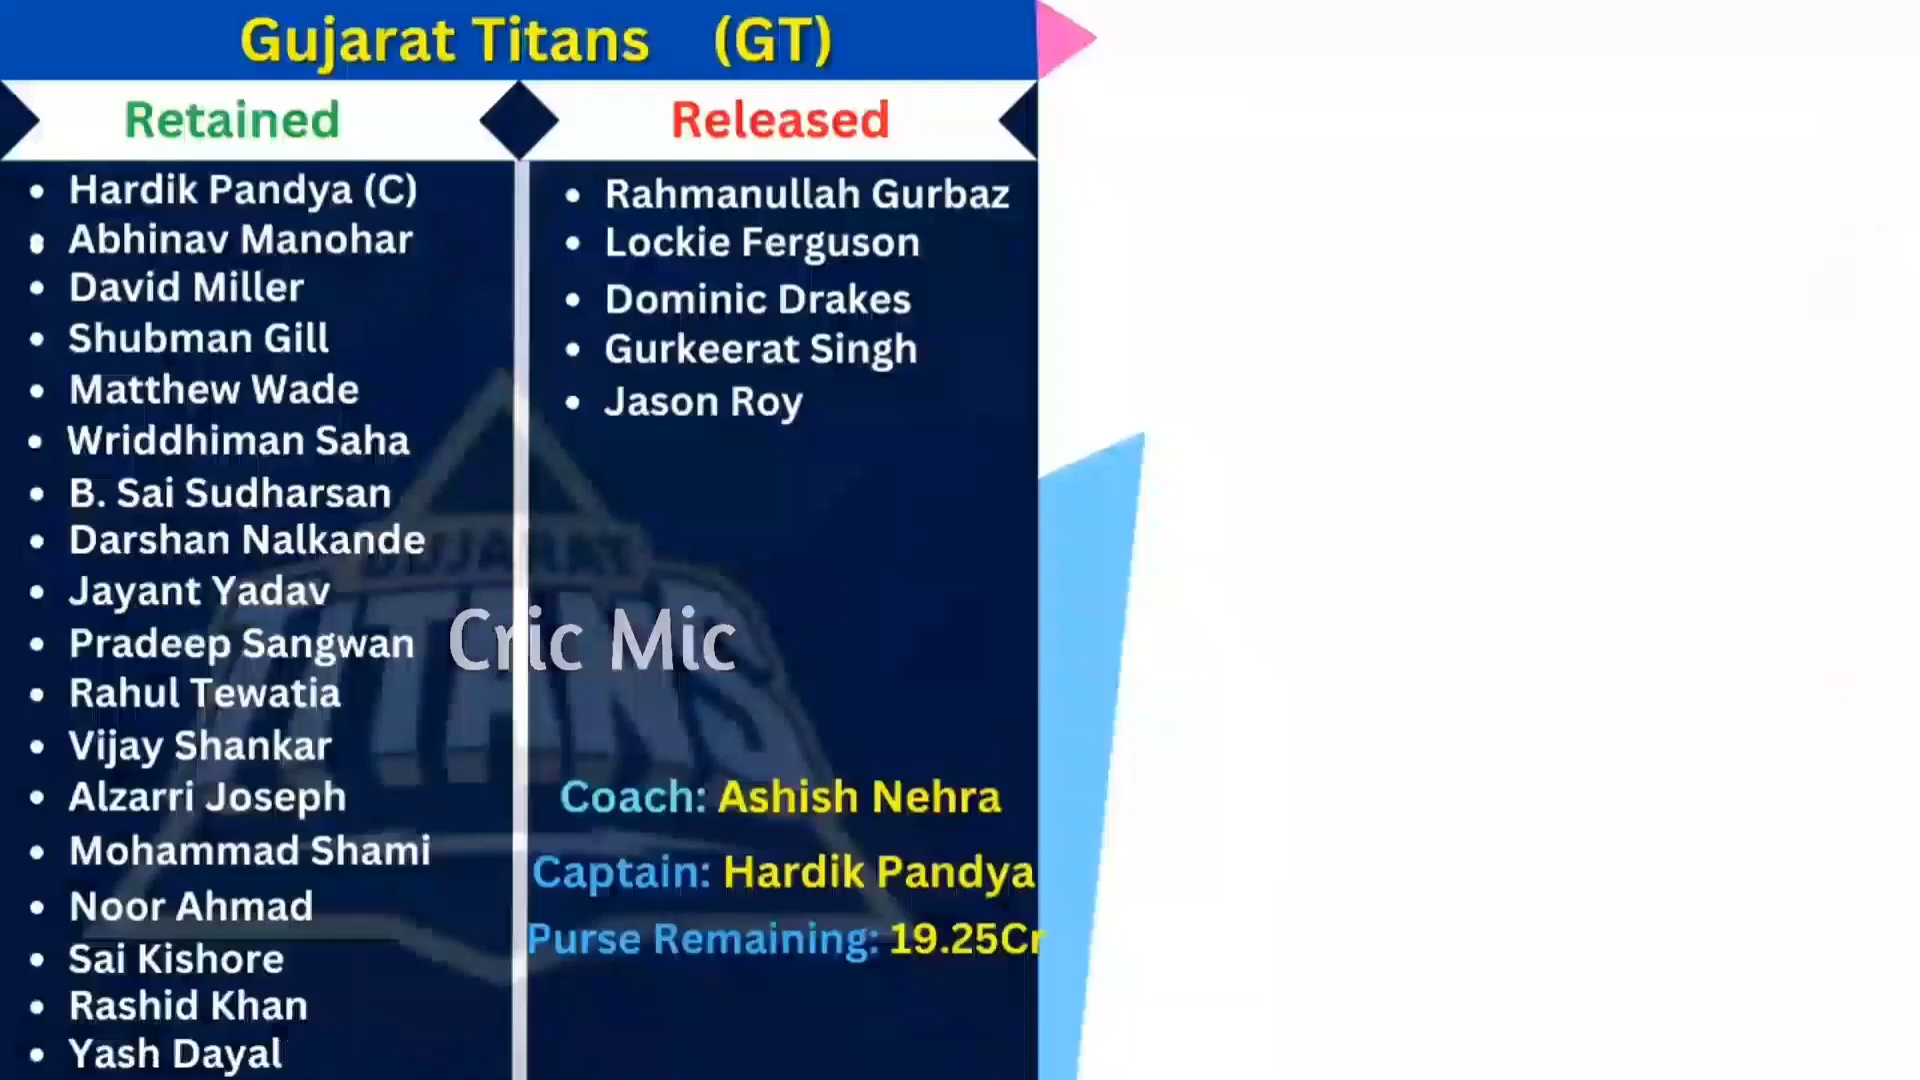 Gujarat Titans (GT)
Retained
Released
• Hardik Pandya (C)
• Abhinav Manohar
• David Miller
• Shubman Gill
• Matthew Wade
• Wriddhiman Saha
• B. Sai Sudharsan
• Darshan Nalkande
• Jayant Yadav
• Pradeep Sangwan
• Rahul Tewatia
• Vijay Shankar
• Alzarri Joseph
• Mohammad Shami
• Noor Ahmad
• Sai Kishore
• Rashid Khan
• Yash Dayal
• Rahmanullah Gurbaz
• Lockie Ferguson
• Dominic Drakes
• Gurkeerat Singh
• Jason Roy
GUJARAT
TITANS
Cric Mic
Coach: Ashish Nehra
Captain: Hardik Pandya
Purse Remaining: 19.25Cr